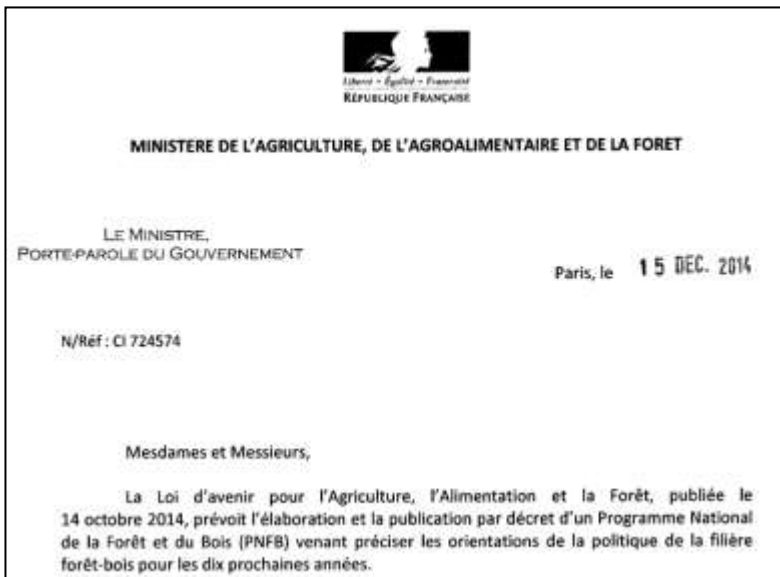 Liberté • Égalité • Fraternité
RÉPUBLIQUE FRANÇAISE
MINISTERE DE L'AGRICULTURE, DE L'AGROALIMENTAIRE ET DE LA FORET
LE MINISTRE,
PORTE-PAROLE DU GOUVERNEMENT
Paris, le 15 DEC. 2014
N/Réf : CI 724574
Mesdames et Messieurs,
La Loi d'avenir pour l'Agriculture, l'Alimentation et la Forêt, publiée le
14 octobre 2014, prévoit l'élaboration et la publication par décret d'un Programme National
de la Forêt et du Bois (PNFB) venant préciser les orientations de la politique de la filière
forêt-bois pour les dix prochaines années.